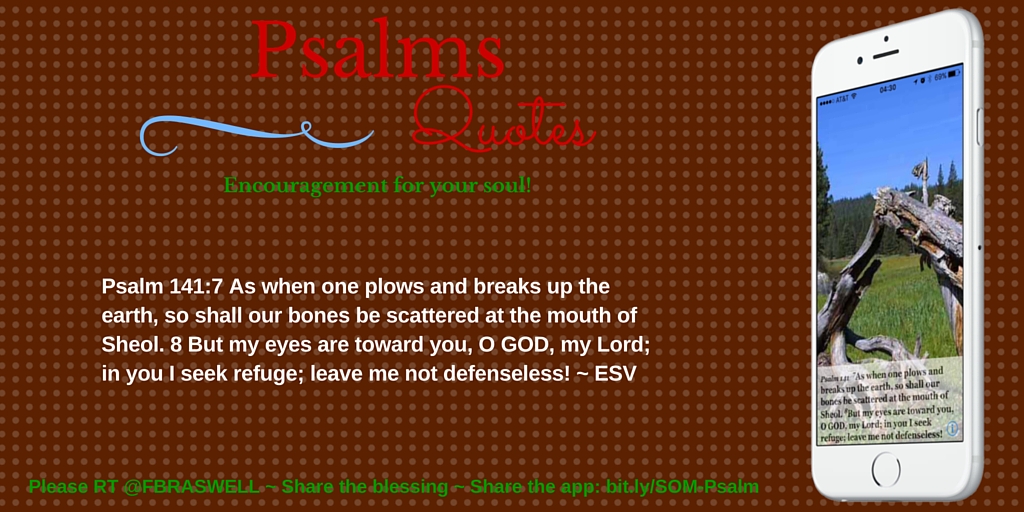 Psalms
Quotes
Encouragement for your soul!
Psalm 141:7 As when one plows and breaks up the
earth, so shall our bones be scattered at the mouth of
Sheol. 8 But my eyes are toward you, O GOD, my Lord;
in you I seek refuge; leave me not defenseless! ~ ESV
Please RT @FBRASWELL ~ Share the blessing ~ Share the app: bit.ly/SOM-Psalm
AT&T 04:30 69%
"As when one plows and
breaks up the earth, so shall our
bones be scattered at the mouth of
Sheol. 8But my eyes are toward you,
O GOD, my Lord; in you I seek
refuge; leave me not defenseless!